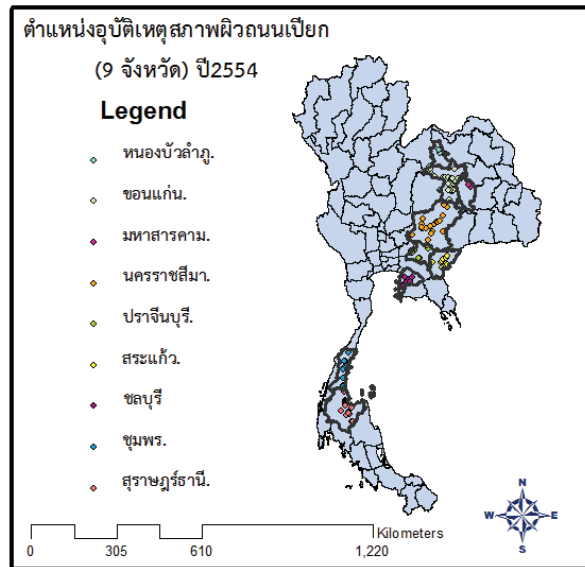 ตำแหน่งอุบัติเหตุสภาพผิวถนนเปียก
(9 จังหวัด) ปี2554
Legend
หนองบัวลำภู.
ขอนแก่น.
มหาสารคาม.
นครราชสีมา.
ปราจีนบุรี.
สระแก้ว.
ชลบุรี
ชุมพร.
สุราษฎร์ธานี.
N
W E
S
Kilometers
0 305 610 1,220